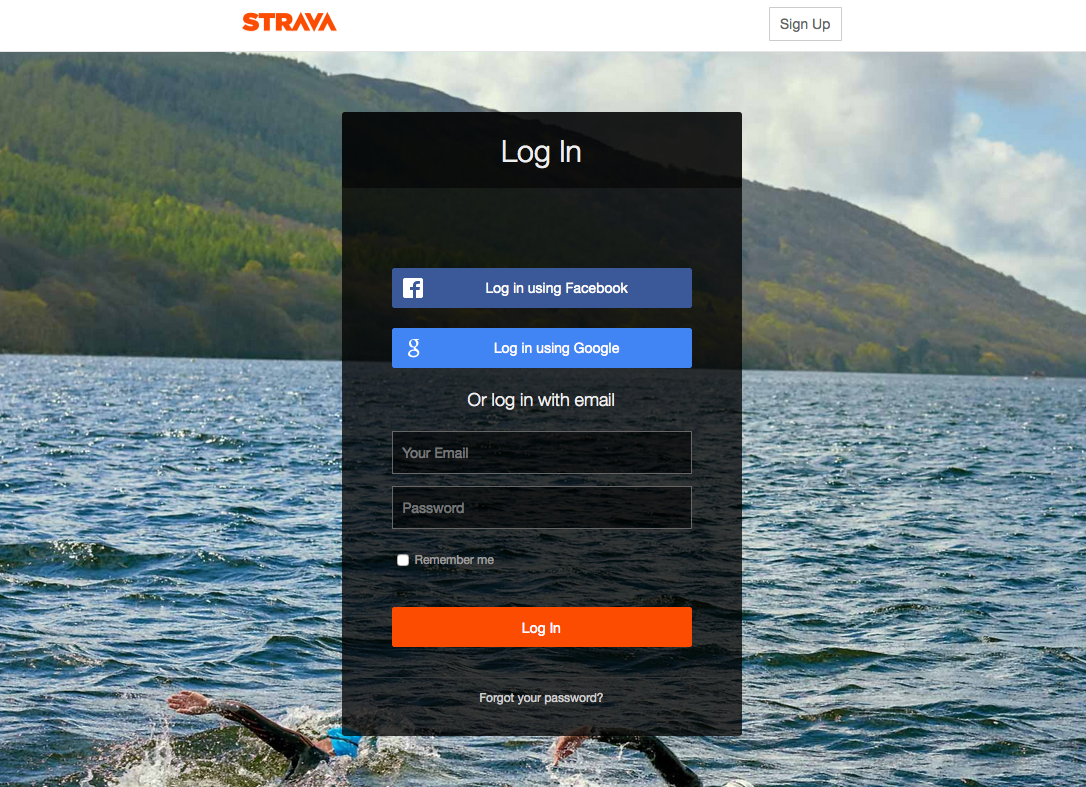 STRAVA
Sign Up
Log In
Log in using Facebook
Log in using Google
Or log in with email
Your Email
Password
Remember me
Log In
Forgot your password?